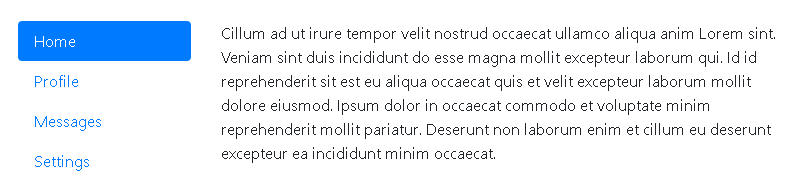 Home
Profile
Messages
Settings
Cillum ad ut irure tempor velit nostrud occaecat ullamco aliqua anim Lorem sint.
Veniam sint duis incididunt do esse magna mollit excepteur laborum qui. Id id
reprehenderit sit est eu aliqua occaecat quis et velit excepteur laborum mollit
dolore eiusmod. Ipsum dolor in occaecat commodo et voluptate minim
reprehenderit mollit pariatur. Deserunt non laborum enim et cillum eu deserunt
excepteur ea incididunt minim occaecat.